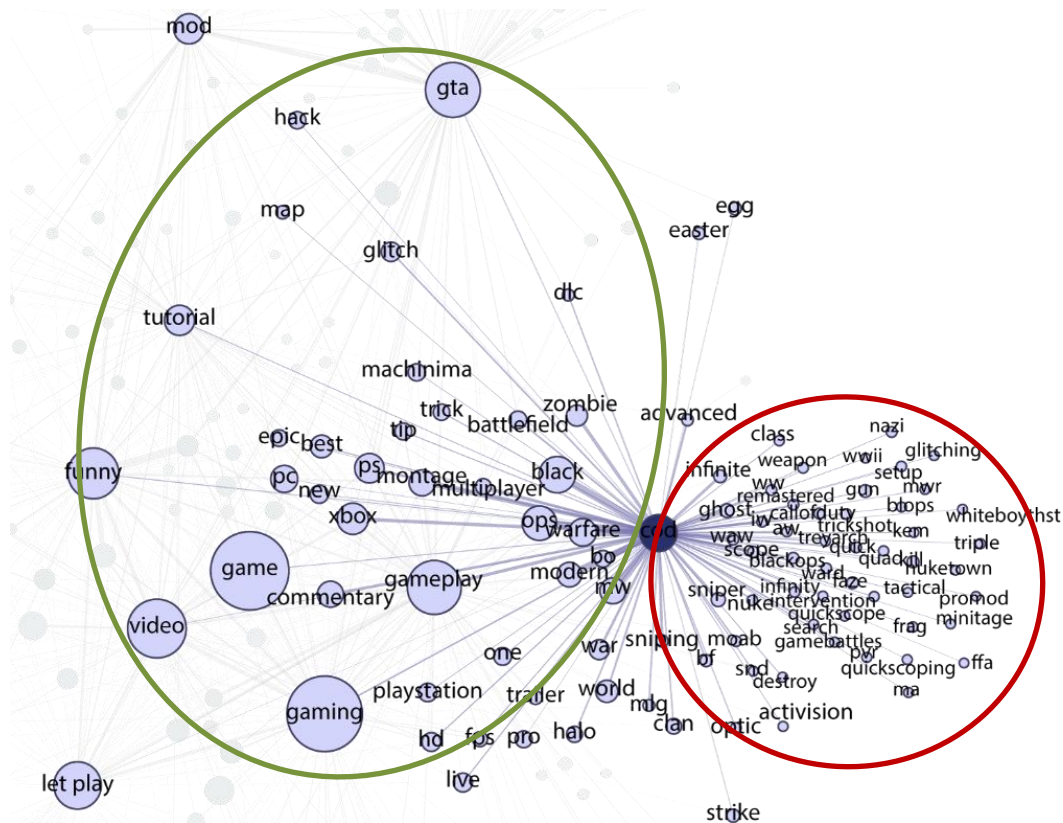 mod
gta
hack
map
egg
easter
glitch
dlc
tutorial
machinima
trick
zombie
battlefield
advanced
tip
epic
best
class
nazi
funny
ps
pc
new
montage
multiplayer
black
infinite
weapon
wwii
glitching
setup
ww
remastered
gun
mwr
xbox
ops
warfare
cod
ghost
iw
callofduty
blops
whiteboythst
aw
trickshot
kem
waw
treyarch
triple
scope
quick
quadkill
blackops
nuketown
game
gameplay
bo
modern
mw
ward
faze
commentary
sniper
infinity
tactical
promod
nuke
intervention
quickscope
minitage
video
search
frag
sniping
moab
gamebattles
one
war
bf
pvr
quickscoping
ffa
snd
destroy
ma
playstation
trailer
world
mlg
gaming
clan
optic
activision
hd
fps
pro
halo
let play
live
strike